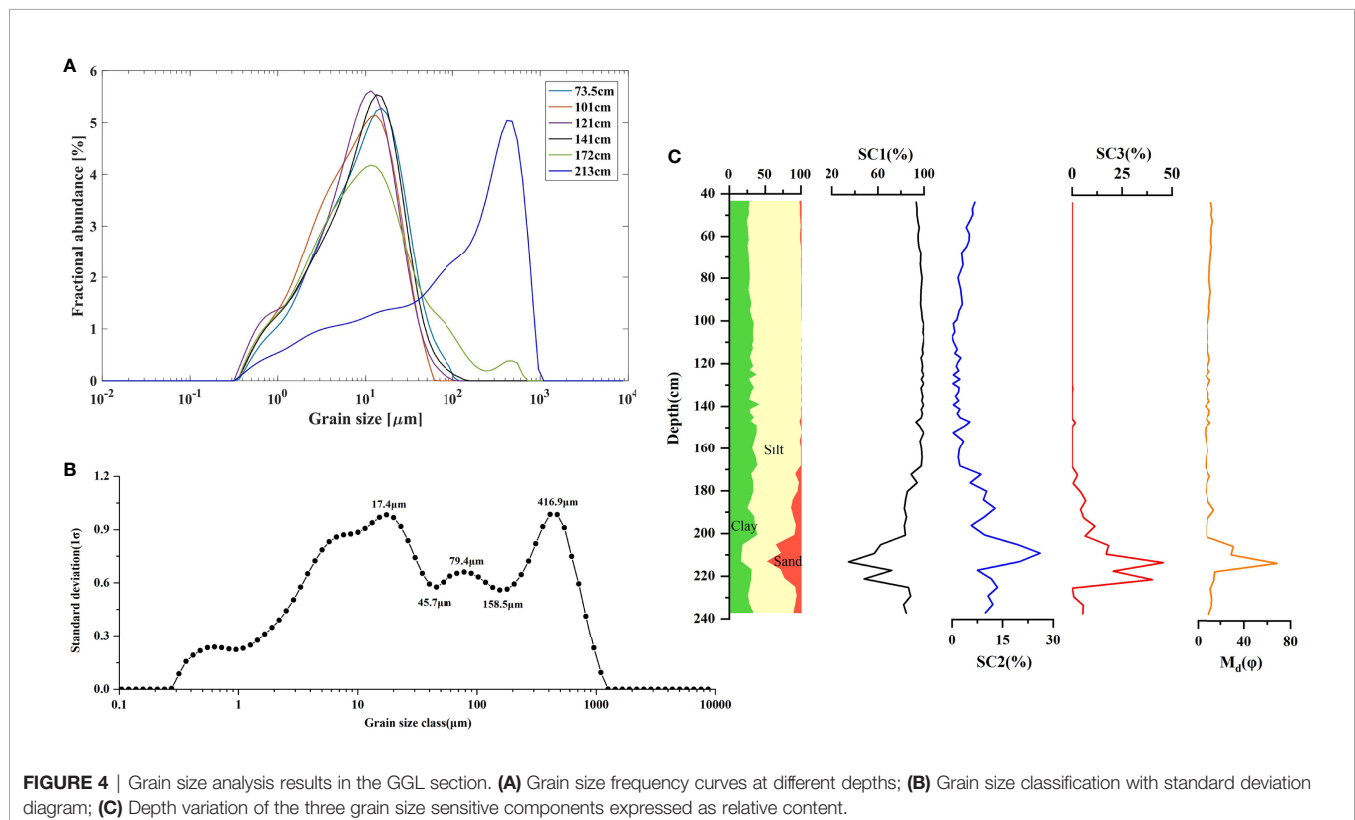 A
6
5
4
3
2
1
0
Fractional abundance [%]
10⁻²
10⁻¹
10⁰
10¹
10²
10³
10⁴
Grain size [μm]
73.5cm
101cm
121cm
141cm
172cm
213cm
B
1.2
0.9
0.6
0.3
0.0
Standard deviation(1σ)
17.4μm
45.7μm
79.4μm
158.5μm
416.9μm
0.1
1
10
100
1000
10000
Grain size class(μm)
C
SC1(%)
SC3(%)
0 50 100
20 60 100
0 25 50
40
60
80
100
120
140
160
180
200
220
240
Depth(cm)
Silt
Clay
Sand
0 15 30
SC2(%)
0 40 80
Md(φ)
FIGURE 4 | Grain size analysis results in the GGL section. (A) Grain size frequency curves at different depths; (B) Grain size classification with standard deviation
diagram; (C) Depth variation of the three grain size sensitive components expressed as relative content.